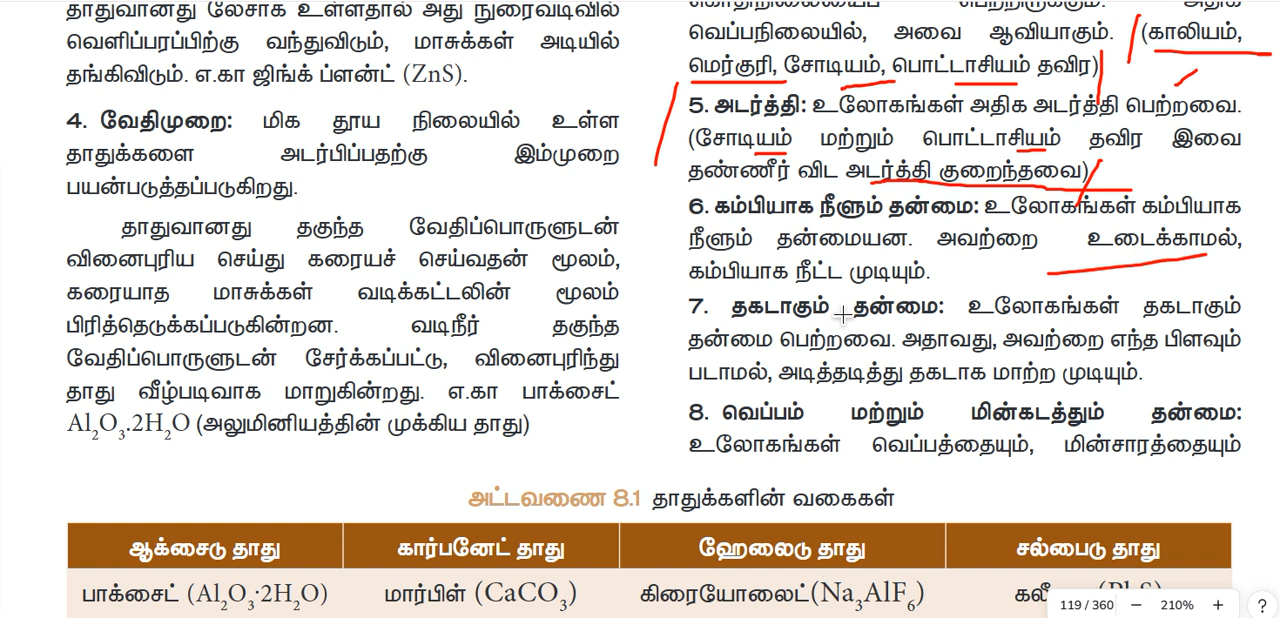 தாதுவானது லேசாக உள்ளதால் அது நுரைவடிவில்
வெளிப்பரப்பிற்கு வந்துவிடும், மாசுக்கள் அடியில்
தங்கிவிடும். எ.கா ஜிங்க் ப்ளன்ட் (ZnS).
4. வேதிமுறை: மிக தூய நிலையில் உள்ள
தாதுக்களை அடர்பிப்பதற்கு இம்முறை
பயன்படுத்தப்படுகிறது.
தாதுவானது தகுந்த வேதிப்பொருளுடன்
வினைபுரிய செய்து கரையச் செய்வதன் மூலம்,
கரையாத மாசுக்கள் வடிக்கட்டலின் மூலம்
பிரித்தெடுக்கப்படுகின்றன. வடிநீர் தகுந்த
வேதிப்பொருளுடன் சேர்க்கப்பட்டு, வினைபுரிந்து
தாது வீழ்படிவாக மாறுகின்றது. எ.கா பாக்சைட்
Al₂O₃.2H₂O (அலுமினியத்தின் முக்கிய தாது)
வெப்பநிலையில், அவை ஆவியாகும். (காலியம்,
மெர்குரி, சோடியம், பொட்டாசியம் தவிர)
5. அடர்த்தி: உலோகங்கள் அதிக அடர்த்தி பெற்றவை.
(சோடியம் மற்றும் பொட்டாசியம் தவிர இவை
தண்ணீர் விட அடர்த்தி குறைந்தவை)
6. கம்பியாக நீளும் தன்மை: உலோகங்கள் கம்பியாக
நீளும் தன்மையன. அவற்றை உடைக்காமல்,
கம்பியாக நீட்ட முடியும்.
7. தகடாகும் தன்மை: உலோகங்கள் தகடாகும்
தன்மை பெற்றவை. அதாவது, அவற்றை எந்த பிளவும்
படாமல், அடித்தடித்து தகடாக மாற்ற முடியும்.
8. வெப்பம் மற்றும் மின்கடத்தும் தன்மை:
உலோகங்கள் வெப்பத்தையும், மின்சாரத்தையும்
அட்டவணை 8.1 தாதுக்களின் வகைகள்
ஆக்சைடு தாது கார்பனேட் தாது ஹேலைடு தாது சல்பைடு தாது
பாக்சைட் (Al₂O₃·2H₂O) மார்பிள் (CaCO₃) கிரையோலைட்(Na₃AlF₆)
119 / 360 − 210% + ?